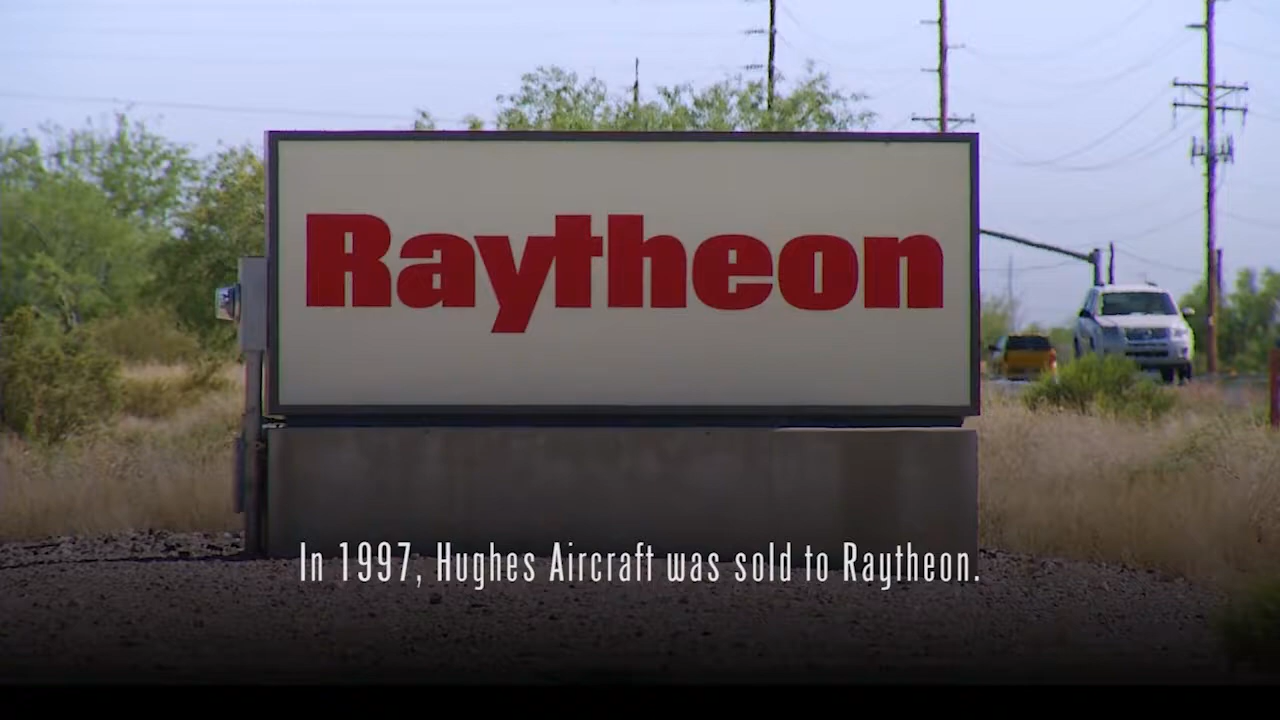 Raytheon
In 1997, Hughes Aircraft was sold to Raytheon.